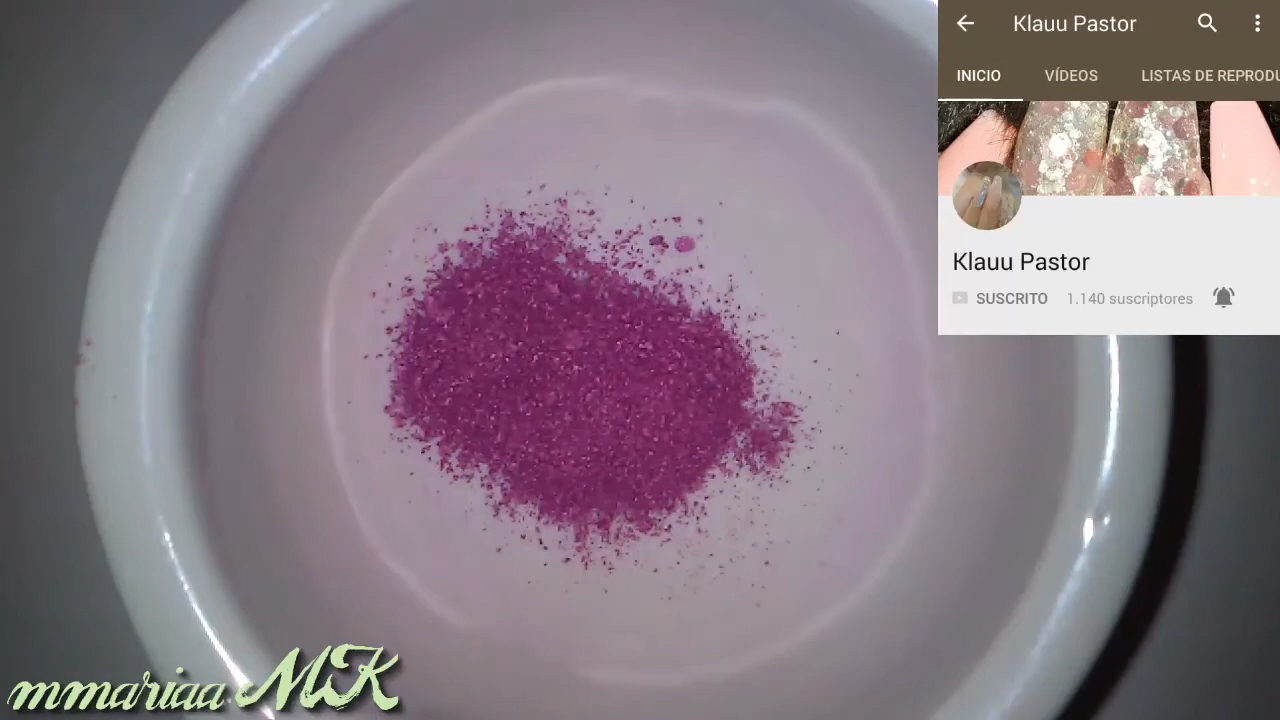 Klauu Pastor
INICIO VÍDEOS LISTAS DE REPRODU
Klauu Pastor
SUSCRITO 1.140 suscriptores
mmariaa MK